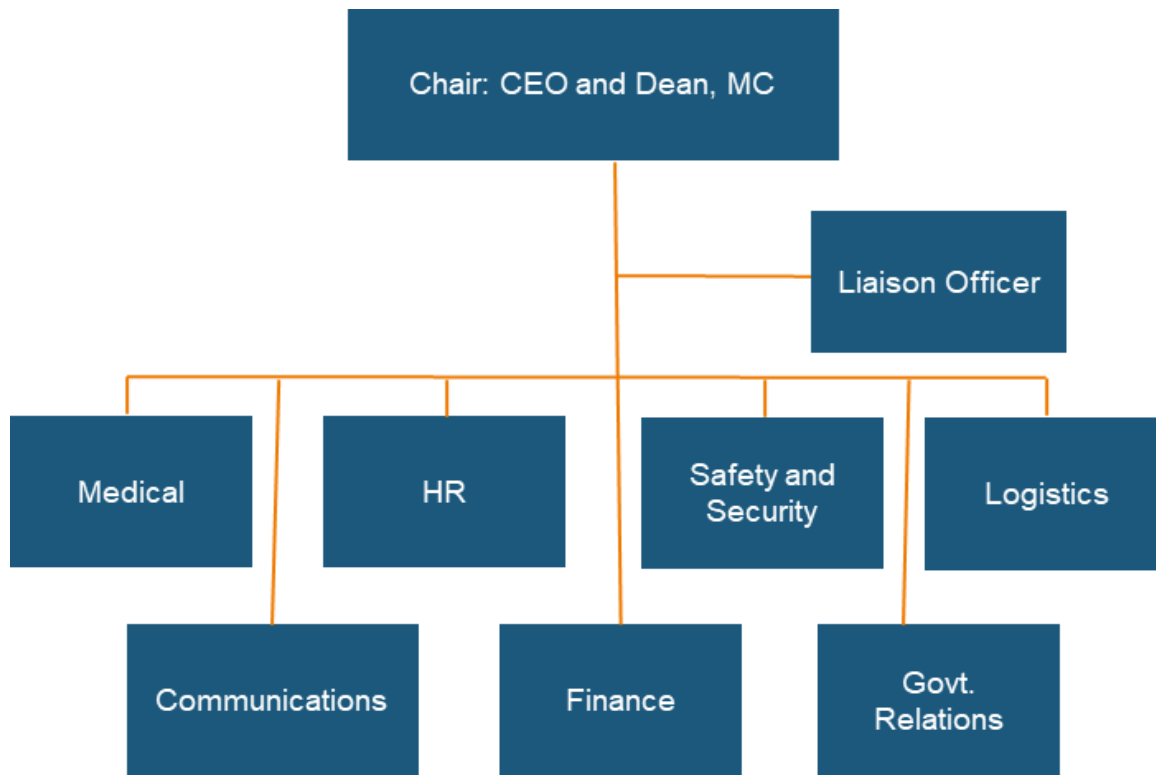 Chair: CEO and Dean, MC
Liaison Officer
Medical
HR
Safety and
Security
Logistics
Communications
Finance
Govt.
Relations